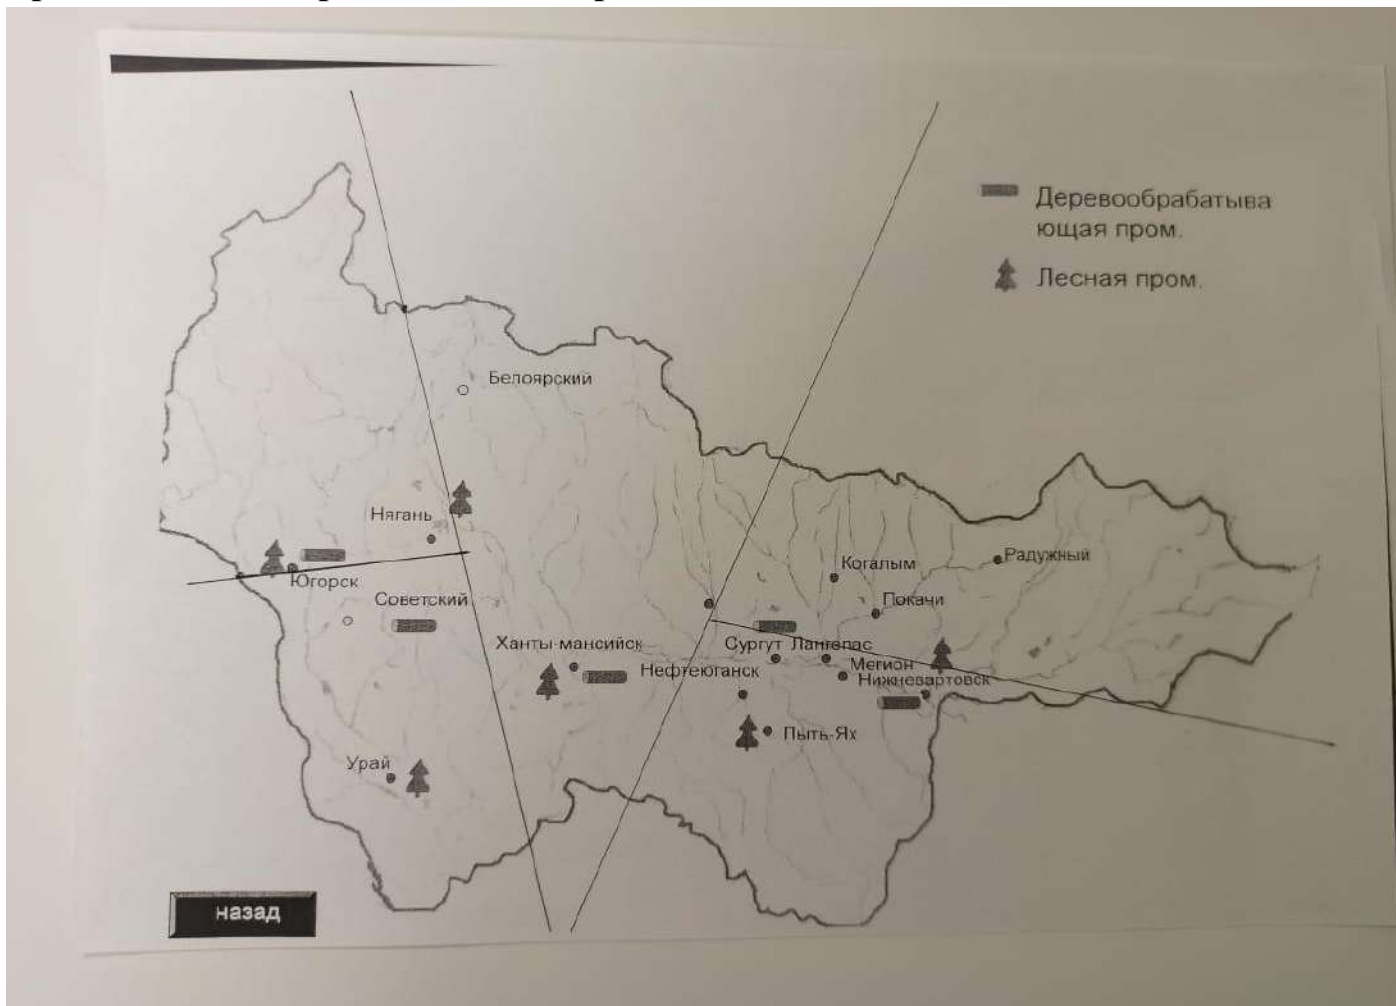 Деревообрабатыва
ющая пром.
Лесная пром.
Белоярский
Нягань
Югорск
Советский
Когалым
Радужный
Покачи
Ханты-мансийск
Нефтеюганск
Сургут Лангепас
Мегион
Нижневартовск
Пыть-Ях
Урай
назад